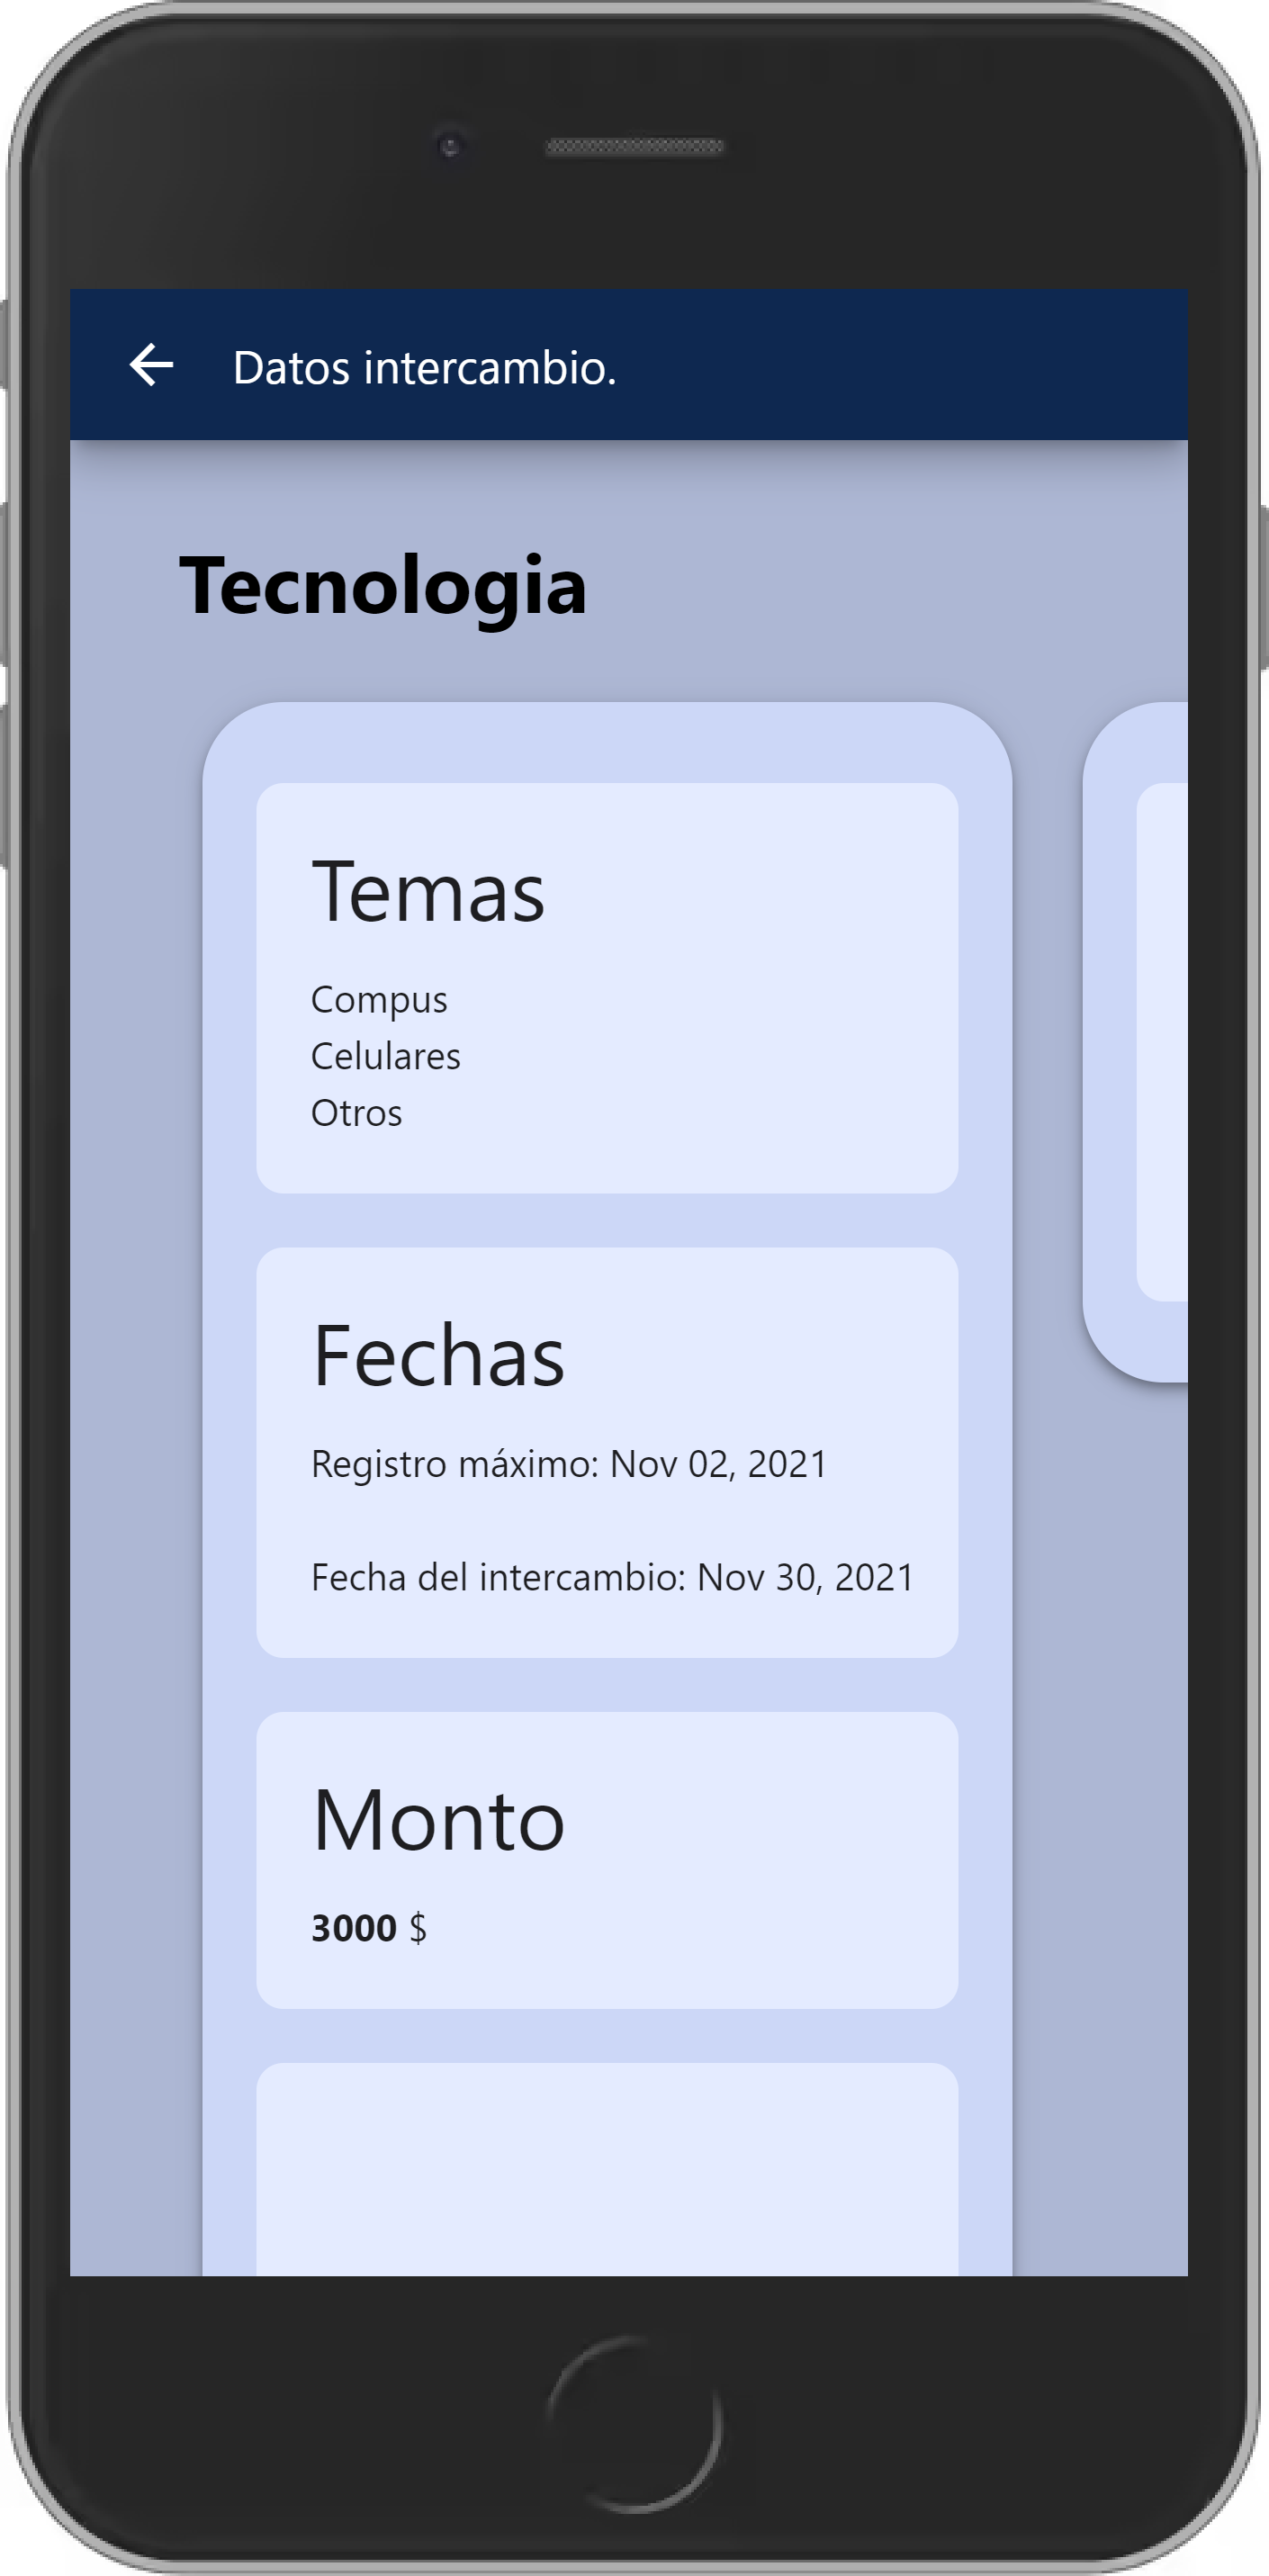 Datos intercambio.
Tecnologia
Temas
Compus
Celulares
Otros
Fechas
Registro máximo: Nov 02, 2021
Fecha del intercambio: Nov 30, 2021
Monto
3000 $